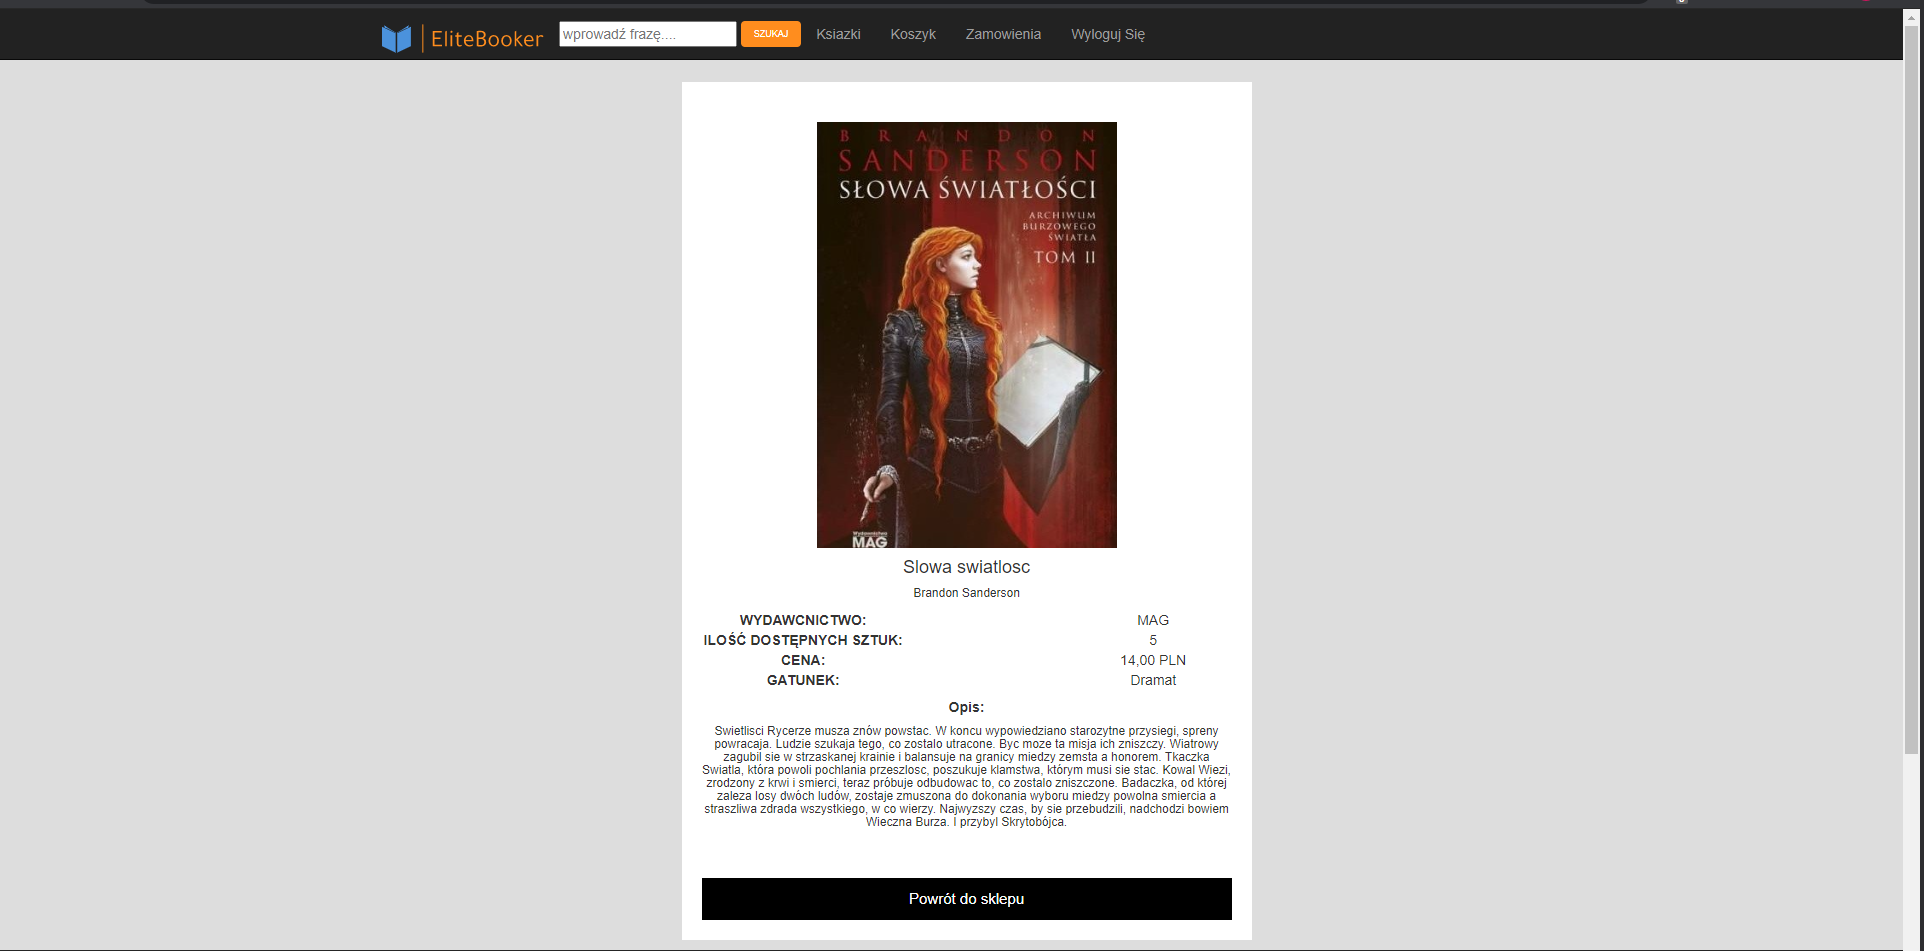 EliteBooker
wprowadź frazę....
SZUKAJ
Ksiazki
Koszyk
Zamowienia
Wyloguj Się
BRANDON
SANDERSON
SŁOWA ŚWIATŁOŚCI
ARCHIWUM
BURZOWEGO
ŚWIATŁA
TOM II
Wydawnictwo
MAG
Slowa swiatlosc
Brandon Sanderson
WYDAWCNICTWO: MAG
ILOŚĆ DOSTĘPNYCH SZTUK: 5
CENA: 14,00 PLN
GATUNEK: Dramat
Opis:
Swietlisci Rycerze musza znów powstac. W koncu wypowiedziano starozytne przysiegi, spreny
powracaja. Ludzie szukaja tego, co zostalo utracone. Byc moze ta misja ich zniszczy. Wiatrowy
zagubil sie w strzaskanej krainie i balansuje na granicy miedzy zemsta a honorem. Tkaczka
Swiatla, która powoli pochlania przeszlosc, poszukuje klamstwa, którym musi sie stac. Kowal Wiezi,
zrodzony z krwi i smierci, teraz próbuje odbudowac to, co zostalo zniszczone. Badaczka, od której
zaleza losy dwóch ludów, zostaje zmuszona do dokonania wyboru miedzy powolna smiercia a
straszliwa zdrada wszystkiego, w co wierzy. Najwyzszy czas, by sie przebudzili, nadchodzi bowiem
Wieczna Burza. I przybyl Skrytobójca.
Powrót do sklepu